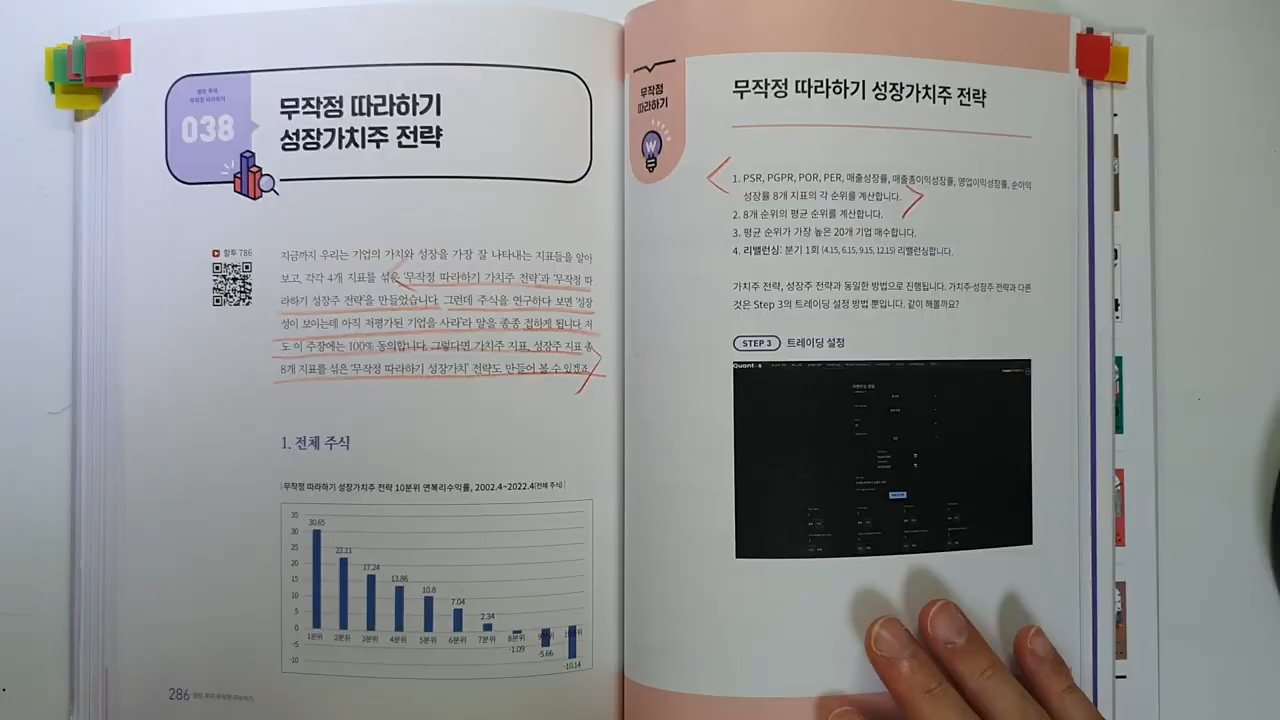 퀀트 투자
무작정 따라하기
038
무작정 따라하기
성장가치주 전략
할투 786
지금까지 우리는 기업의 가치와 성장을 가장 잘 나타내는 지표들을 알아
보고, 각각 4개 지표를 섞은 '무작정 따라하기 가치주 전략'과 '무작정 따
라하기 성장주 전략'을 만들었습니다. 그런데 주식을 연구하다 보면 '성장
성이 보이는데 아직 저평가된 기업을 사라'라 말을 종종 접하게 됩니다. 저
도 이 주장에는 100% 동의합니다. 그렇다면 가치주 지표, 성장주 지표 총
8개 지표를 섞은 '무작정 따라하기 성장가치' 전략도 만들어 볼 수 있겠죠.
1. 전체 주식
무작정 따라하기 성장가치주 전략 10분위 연복리수익률, 2002.4~2022.4(전체 주식)
35
30
25
20
15
10
5
0
-5
-10
30.65
22.11
17.24
13.86
10.8
7.04
2.34
-1.09
-5.66
-10.14
1분위 2분위 3분위 4분위 5분위 6분위 7분위 8분위 9분위 10분위
286 퀀트 투자 무작정 따라하기
무작정
따라하기
W
무작정 따라하기 성장가치주 전략
1. PSR, PGPR, POR, PER, 매출성장률, 매출총이익성장률, 영업이익성장률, 순이익
성장률 8개 지표의 각 순위를 계산합니다.
2. 8개 순위의 평균 순위를 계산합니다.
3. 평균 순위가 가장 높은 20개 기업 매수합니다.
4. 리밸런싱: 분기 1회 (4.15, 6.15, 9.15, 12.15) 리밸런싱합니다.
가치주 전략, 성장주 전략과 동일한 방법으로 진행됩니다. 가치주·성장주 전략과 다른
것은 Step 3의 트레이딩 설정 방법 뿐입니다. 같이 해볼까요?
STEP 3 트레이딩 설정
Quantus